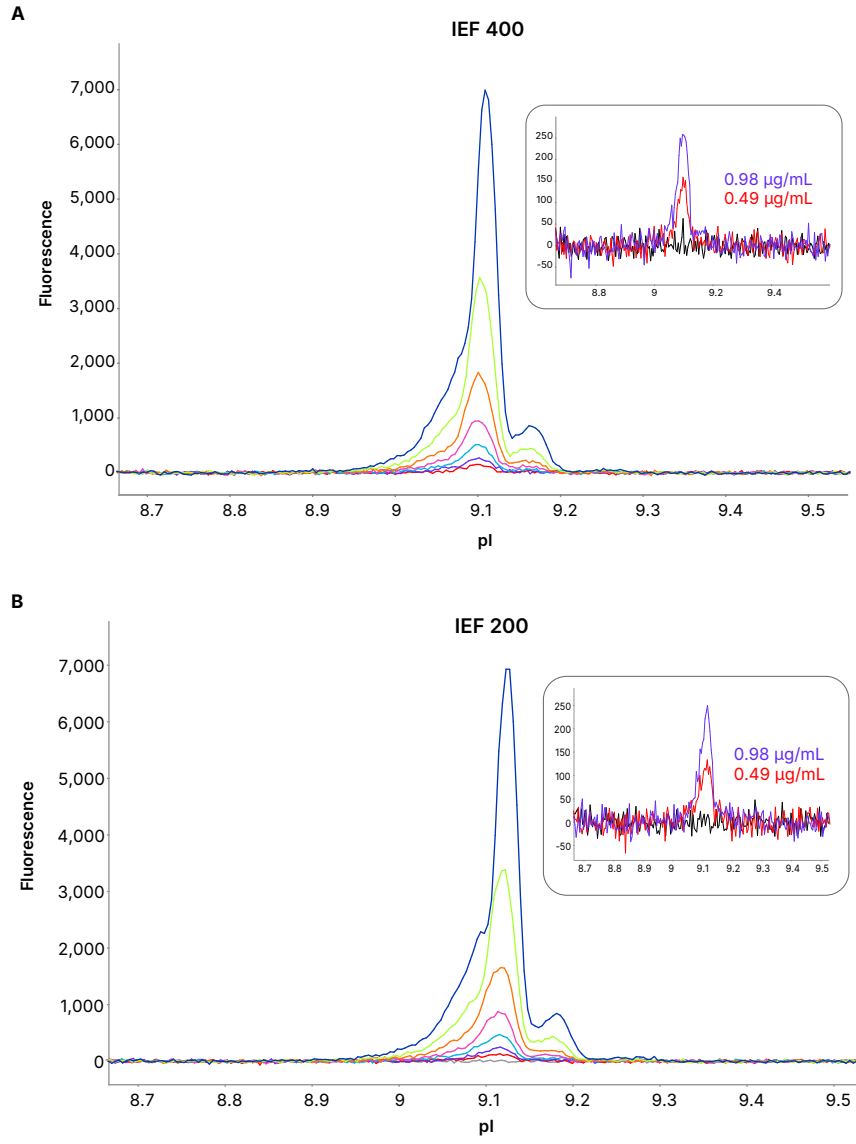 A
IEF 400
7,000
6,000
5,000
4,000
3,000
2,000
1,000
0
Fluorescence
8.7 8.8 8.9 9 9.1 9.2 9.3 9.4 9.5
pI
250
200
150
100
50
0
-50
0.98 µg/mL
0.49 µg/mL
8.8 9 9.2 9.4
B
IEF 200
7,000
6,000
5,000
4,000
3,000
2,000
1,000
0
Fluorescence
8.7 8.8 8.9 9 9.1 9.2 9.3 9.4 9.5
pI
250
200
150
100
50
0
-50
0.98 µg/mL
0.49 µg/mL
8.7 8.8 8.9 9 9.1 9.2 9.3 9.4 9.5